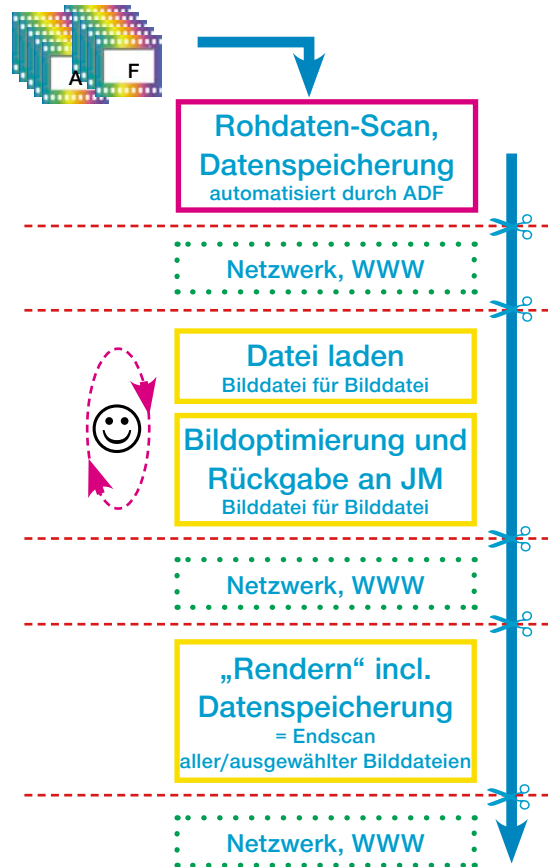 A F
Rohdaten-Scan,
Datenspeicherung
automatisiert durch ADF
Netzwerk, WWW
Datei laden
Bilddatei für Bilddatei
Bildoptimierung und
Rückgabe an JM
Bilddatei für Bilddatei
Netzwerk, WWW
„Rendern“ incl.
Datenspeicherung
= Endscan
aller/ausgewählter Bilddateien
Netzwerk, WWW